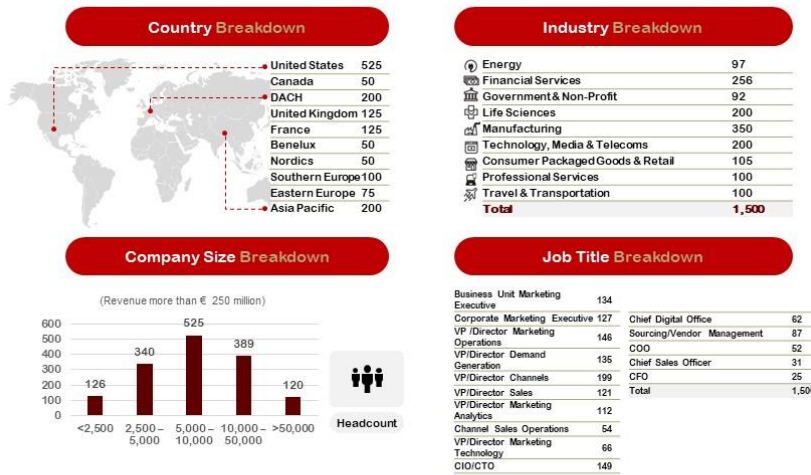 Country Breakdown
United States 525
Canada 50
DACH 200
United Kingdom 125
France 125
Benelux 50
Nordics 50
Southern Europe 100
Eastern Europe 75
Asia Pacific 200
Industry Breakdown
Energy 97
Financial Services 256
Government & Non-Profit 92
Life Sciences 200
Manufacturing 350
Technology, Media & Telecoms 200
Consumer Packaged Goods & Retail 105
Professional Services 100
Travel & Transportation 100
Total 1,500
Company Size Breakdown
(Revenue more than € 250 million)
600
500
400
300
200
100
0
126
340
525
389
120
<2,500
2,500 –
5,000
5,000 –
10,000
10,000 –
50,000
>50,000
Headcount
Job Title Breakdown
Business Unit Marketing
Executive 134
Corporate Marketing Executive 127
VP /Director Marketing
Operations 146
VP/Director Demand
Generation 135
VP/Director Channels 199
VP/Director Sales 121
VP/Director Marketing
Analytics 112
Channel Sales Operations 54
VP/Director Marketing
Technology 66
CIO/CTO 149
Chief Digital Office 62
Sourcing/Vendor Management 87
COO 52
Chief Sales Officer 31
CFO 25
Total